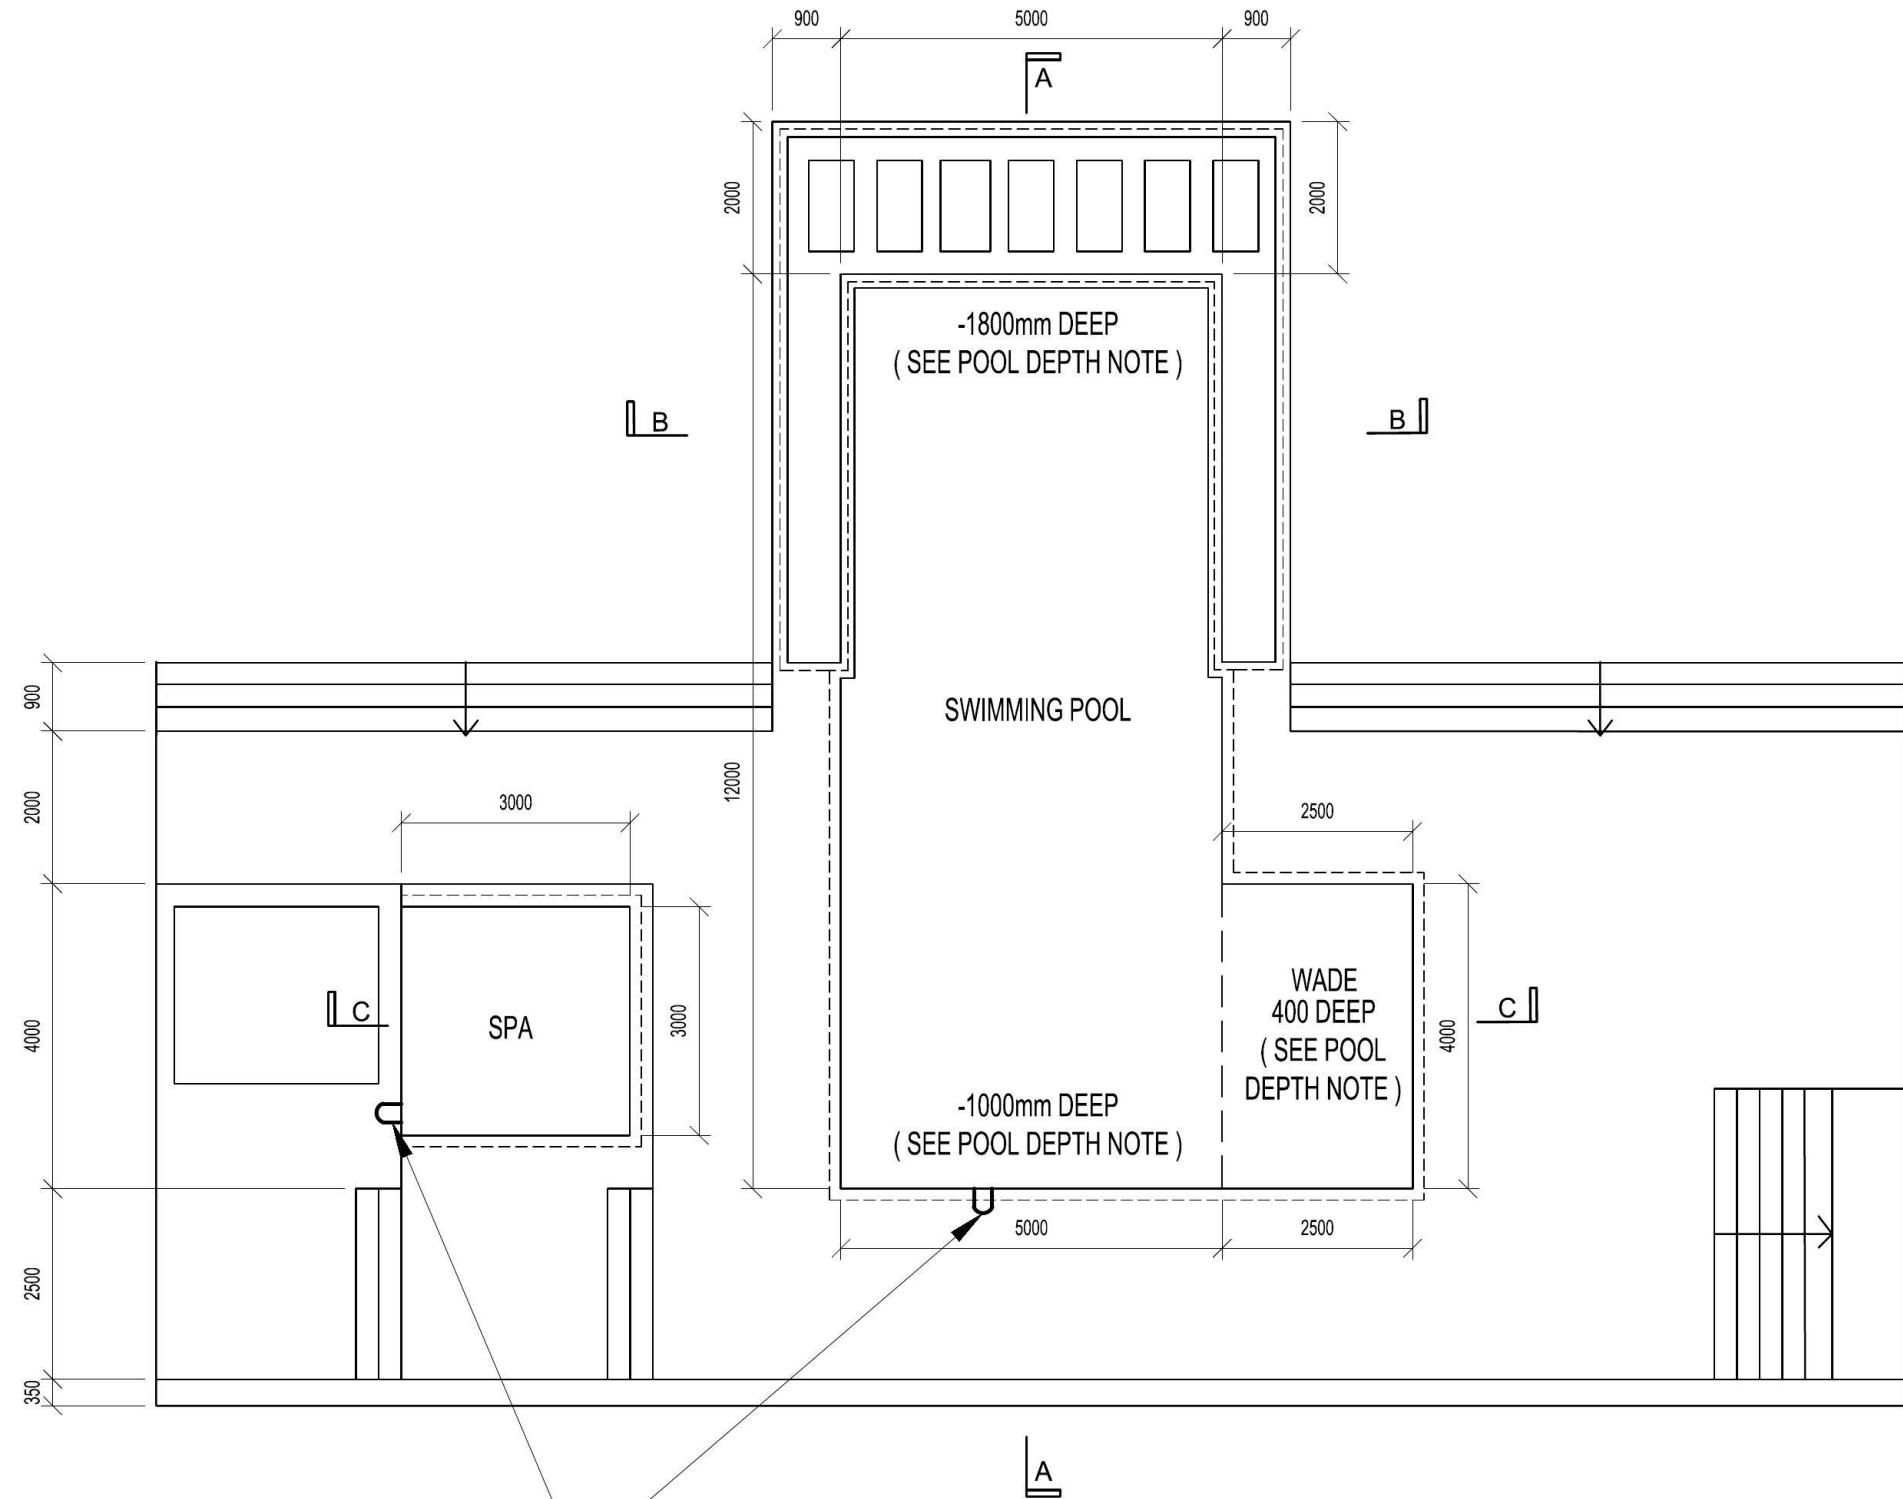 900 5000 900
A
2000 2000
-1800mm DEEP
( SEE POOL DEPTH NOTE )
B B
900
SWIMMING POOL
12000
2000
3000
2500
WADE
400 DEEP
( SEE POOL
DEPTH NOTE )
C
SPA
3000
C
4000
4000
-1000mm DEEP
( SEE POOL DEPTH NOTE )
5000 2500
2500
350
A